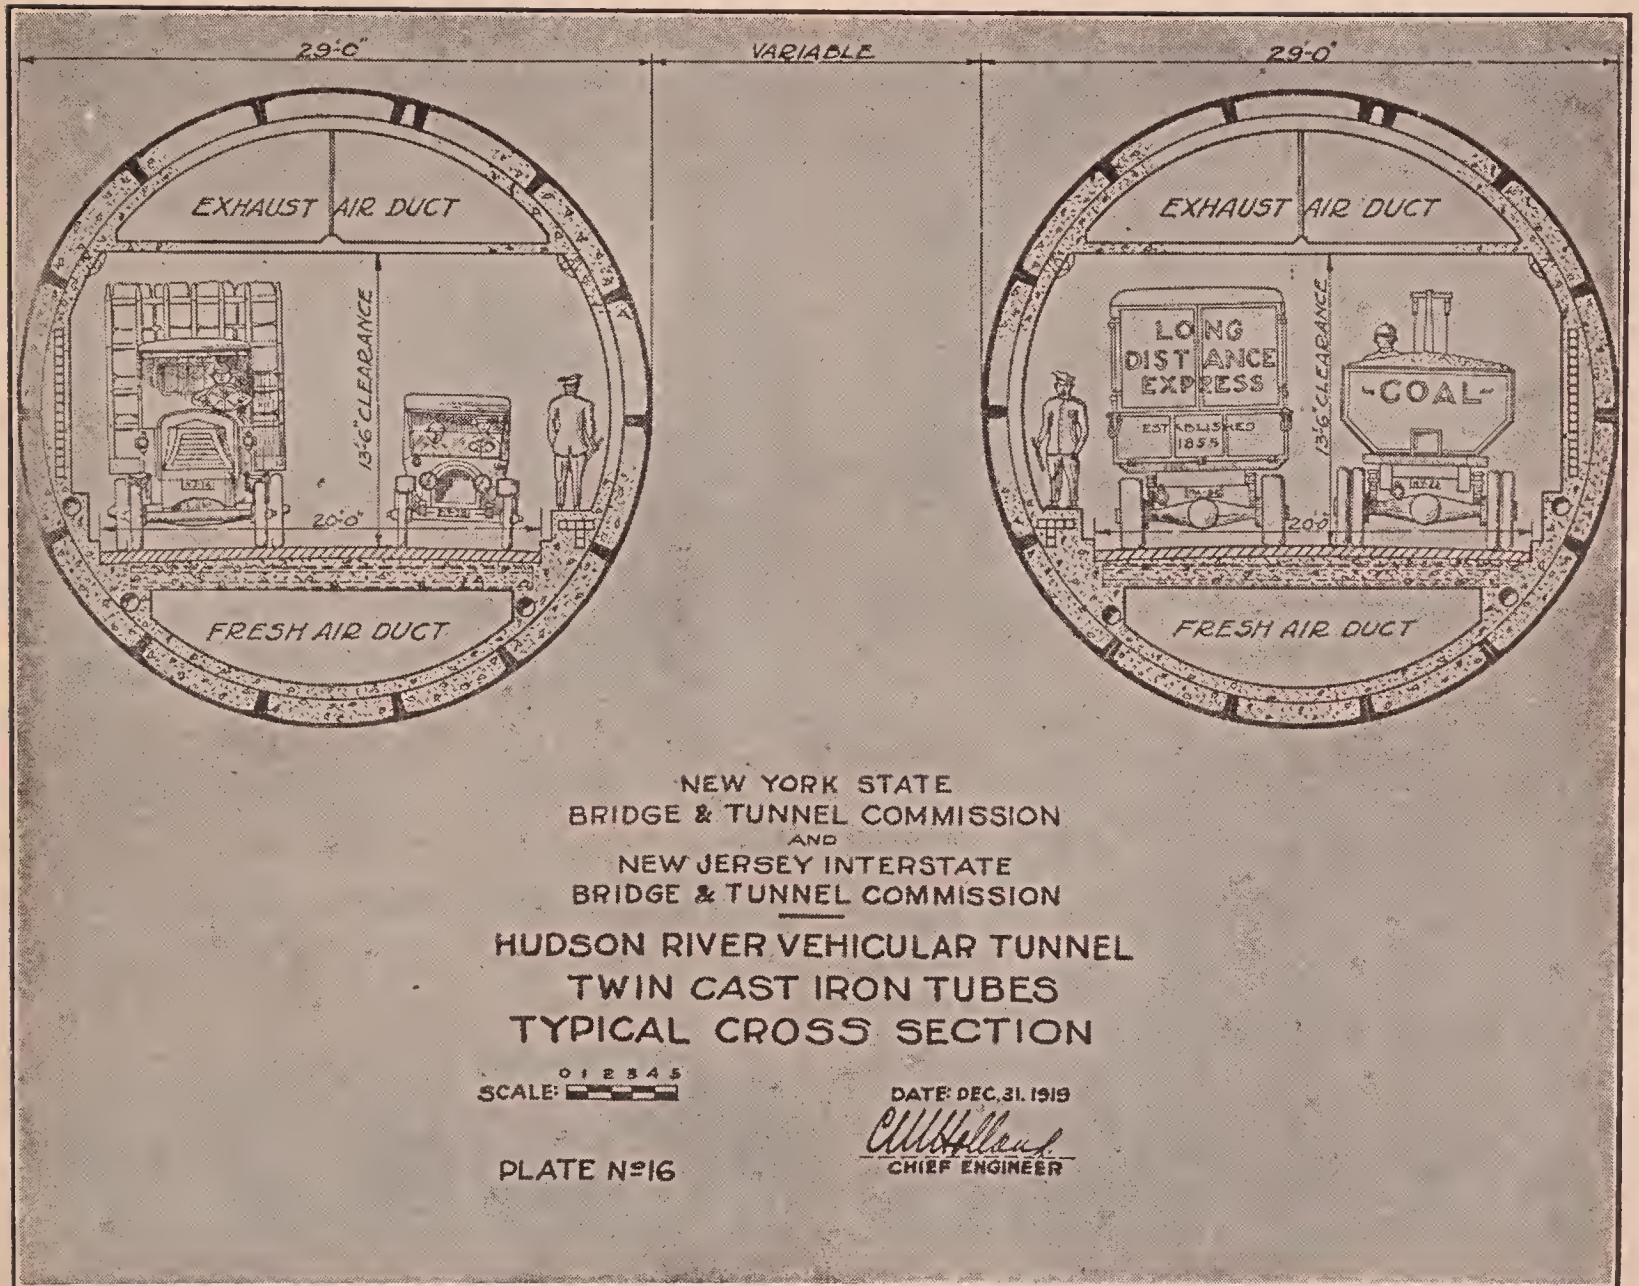 29'-0"
VARIABLE
29'-0"
EXHAUST AIR DUCT
13'-6" CLEARANCE
20'-0"
FRESH AIR DUCT
EXHAUST AIR DUCT
LONG
DISTANCE
EXPRESS
ESTABLISHED
1855
13'-6" CLEARANCE
-COAL-
20'-0"
FRESH AIR DUCT
NEW YORK STATE
BRIDGE & TUNNEL COMMISSION
AND
NEW JERSEY INTERSTATE
BRIDGE & TUNNEL COMMISSION
HUDSON RIVER VEHICULAR TUNNEL
TWIN CAST IRON TUBES
TYPICAL CROSS SECTION
0 1 2 3 4 5
SCALE:
DATE: DEC. 31. 1919
C M Holland
CHIEF ENGINEER
PLATE Nº 16